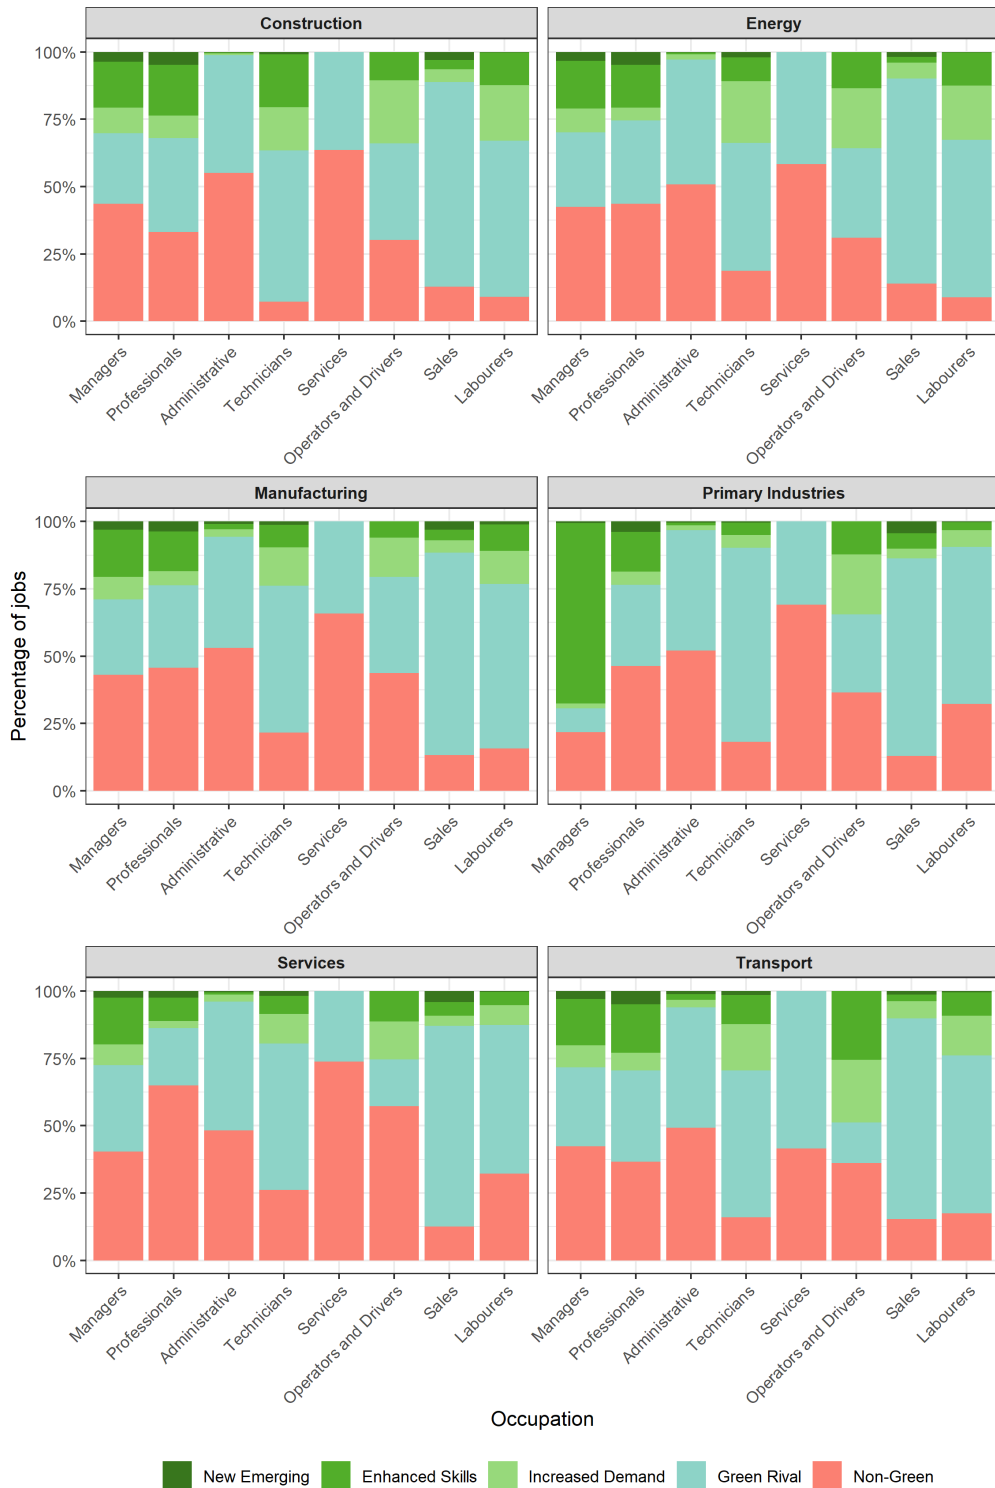 Construction
Energy
100%
75%
50%
25%
0%
Managers
Professionals
Administrative
Technicians
Services
Operators and Drivers
Sales
Labourers
Managers
Professionals
Administrative
Technicians
Services
Operators and Drivers
Sales
Labourers
Manufacturing
Primary Industries
100%
75%
50%
25%
0%
Managers
Professionals
Administrative
Technicians
Services
Operators and Drivers
Sales
Labourers
Managers
Professionals
Administrative
Technicians
Services
Operators and Drivers
Sales
Labourers
Percentage of jobs
Services
Transport
100%
75%
50%
25%
0%
Managers
Professionals
Administrative
Technicians
Services
Operators and Drivers
Sales
Labourers
Managers
Professionals
Administrative
Technicians
Services
Operators and Drivers
Sales
Labourers
Occupation
New Emerging
Enhanced Skills
Increased Demand
Green Rival
Non-Green